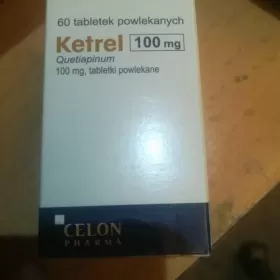 60 tabletek powlekanych
Ketrel 100 mg
Quetiapinum
100 mg, tabletki powlekane
CELON
PHARMA